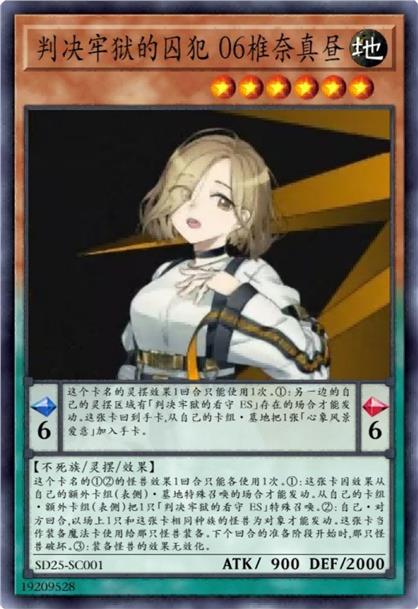 判决牢狱的囚犯 06椎奈真昼 地
这个卡名的灵摆效果1回合只能使用1次。①：另一边的自
己的灵摆区域有「判决牢狱的看守 ES」存在的场合才能发
动。这张卡回到手卡，从自己的卡组·墓地把1张「心象风景
爱意」加入手卡。
6
6
【不死族/灵摆/效果】
这个卡名的①②的怪兽效果1回合只能各使用1次。①：这张卡因效果从
自己的额外卡组（表侧）·墓地特殊召唤的场合才能发动。从自己的卡组
·额外卡组（表侧）把1只「判决牢狱的看守 ES」特殊召唤。②：自己·对
方回合，以场上1只和这张卡相同种族的怪兽为对象才能发动。这张卡当
作装备魔法卡使用给那只怪兽装备。下个回合的准备阶段开始时，那只怪
兽破坏。③：装备怪兽的效果无效化。
SD25-SC001
ATK/ 900 DEF/2000
19209528